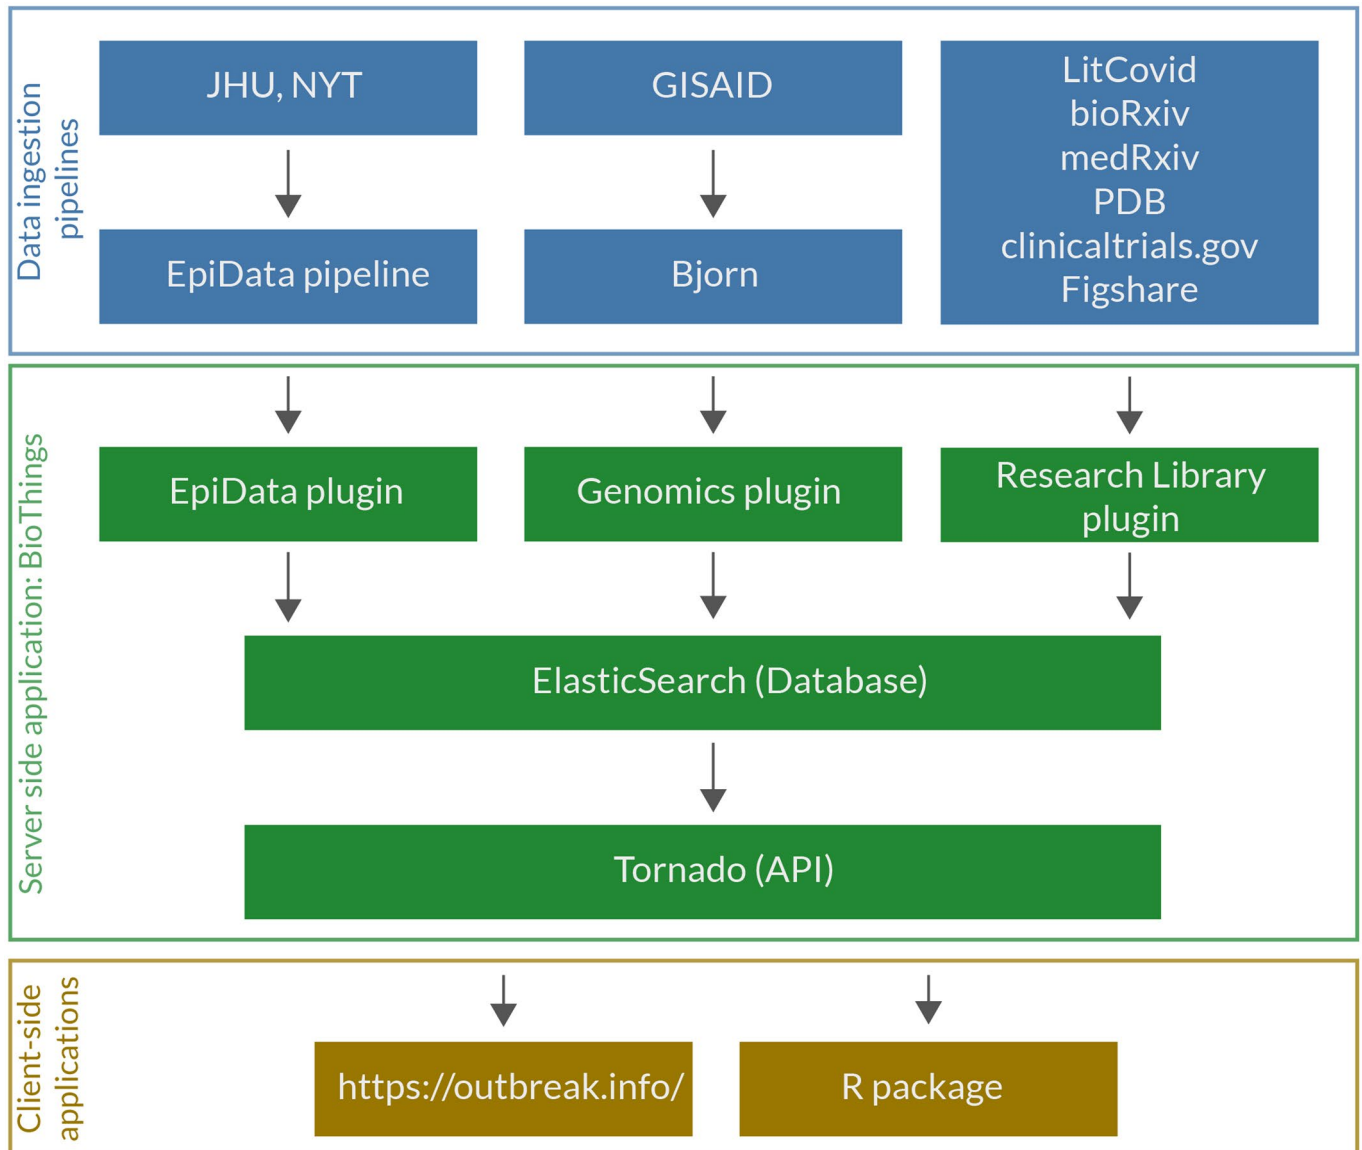 Data ingestion
pipelines
JHU, NYT
GISAID
LitCovid
bioRxiv
medRxiv
PDB
clinicaltrials.gov
Figshare
EpiData pipeline
Bjorn
Server side application: BioThings
EpiData plugin
Genomics plugin
Research Library
plugin
ElasticSearch (Database)
Tornado (API)
Client-side
applications
https://outbreak.info/
R package